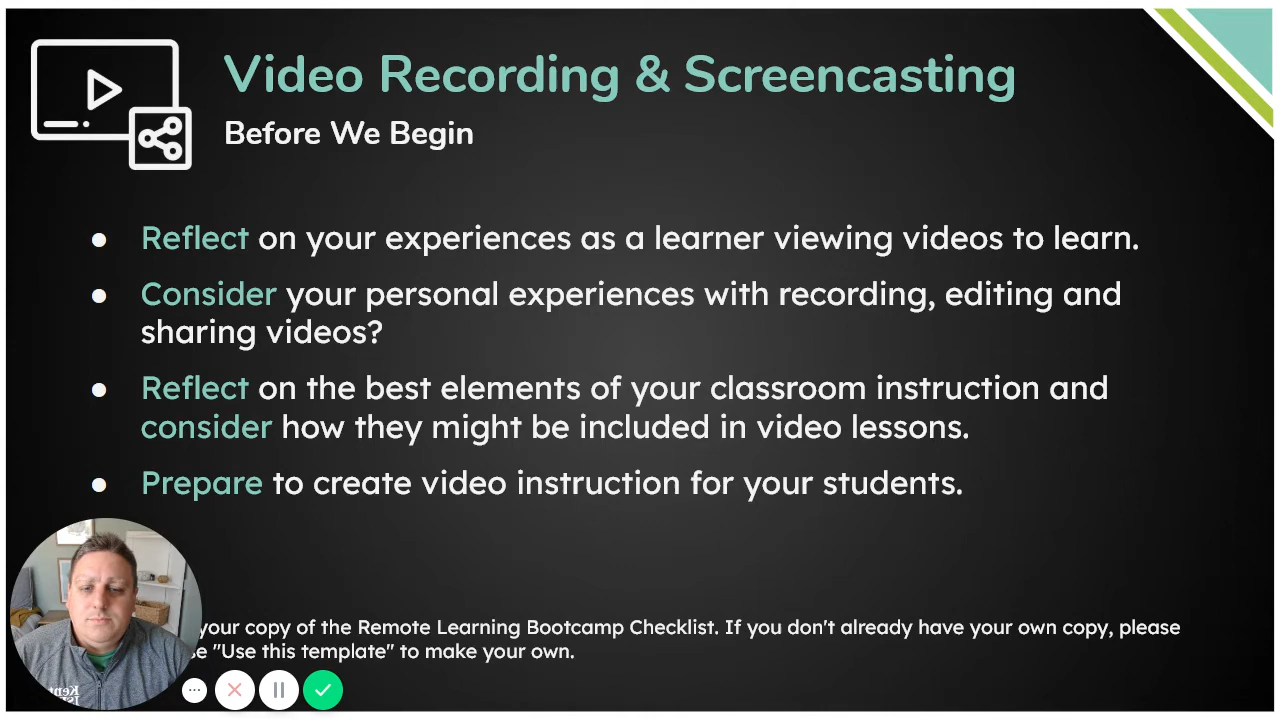 Video Recording & Screencasting
Before We Begin
● Reflect on your experiences as a learner viewing videos to learn.
● Consider your personal experiences with recording, editing and
sharing videos?
● Reflect on the best elements of your classroom instruction and
consider how they might be included in video lessons.
● Prepare to create video instruction for your students.
your copy of the Remote Learning Bootcamp Checklist. If you don't already have your own copy, please
"Use this template" to make your own.
Kent